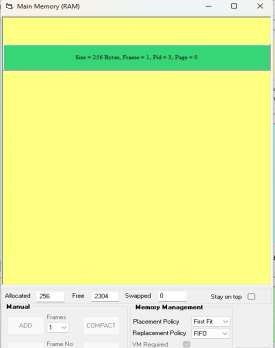 Main Memory (RAM)
Size = 256 Bytes, Frame = 1, Pid = 3, Page = 0
Allocated 256 Free 2304 Swapped 0 Stay on top
Manual Memory Management
Frames Placement Policy First Fit
ADD 1 COMPACT Replacement Policy FIFO
Frame No VM Required